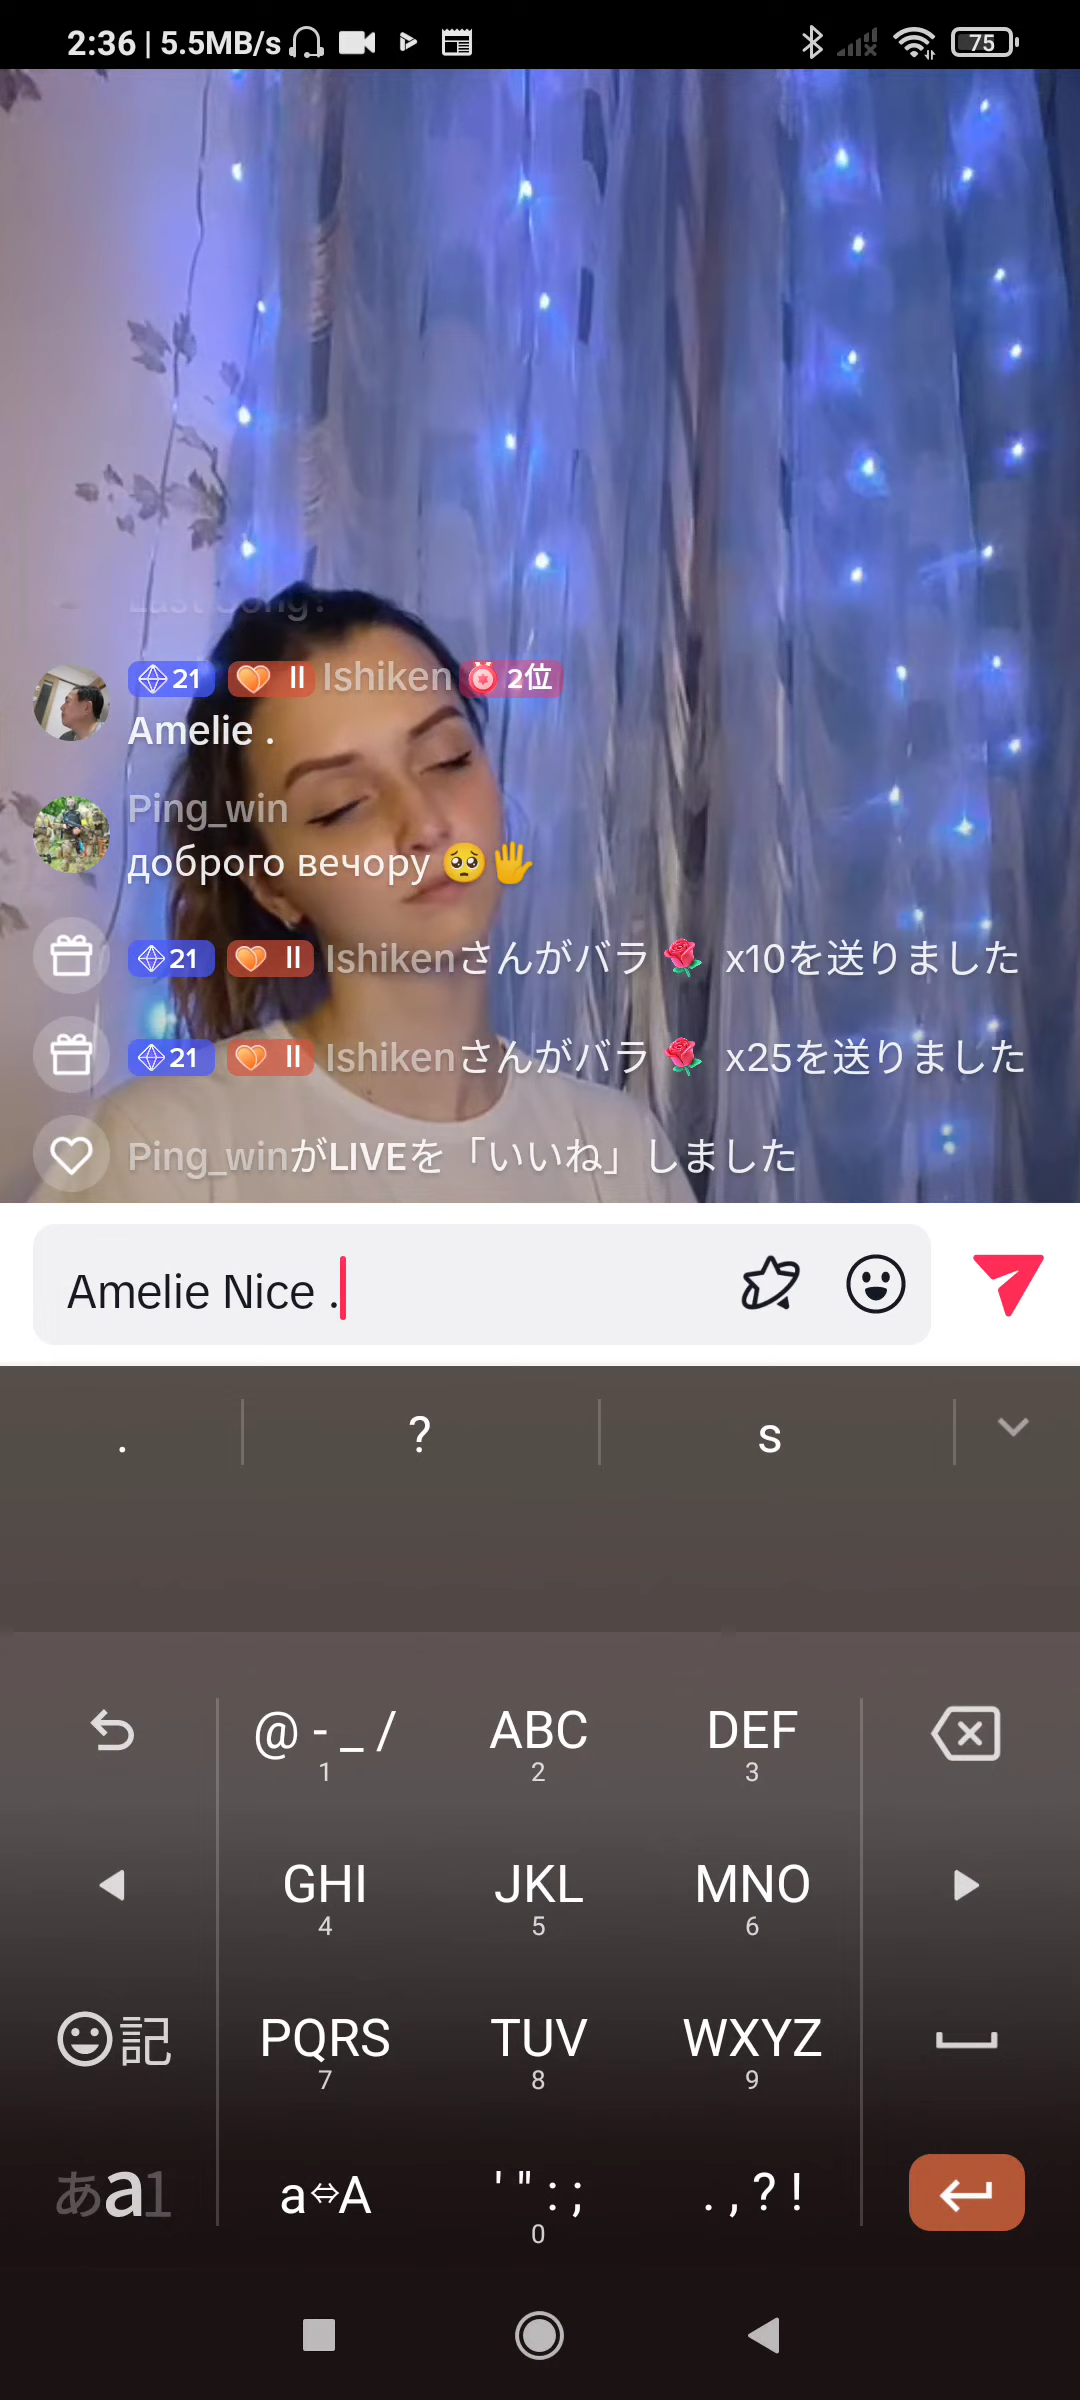 2:36 | 5.5MB/s 75
Last Song?
21 II Ishiken 2位
Amelie .
Ping_win
доброго вечору 🥺🖐
21 II Ishikenさんがバラ🌹 x10を送りました
21 II Ishikenさんがバラ🌹 x25を送りました
Ping_winがLIVEを「いいね」しました
Amelie Nice .
. ? s
@ - _ / ABC DEF
1 2 3
GHI JKL MNO
4 5 6
記 PQRS TUV WXYZ
7 8 9
あa1 a⇔A ' " : ; . , ? !
0